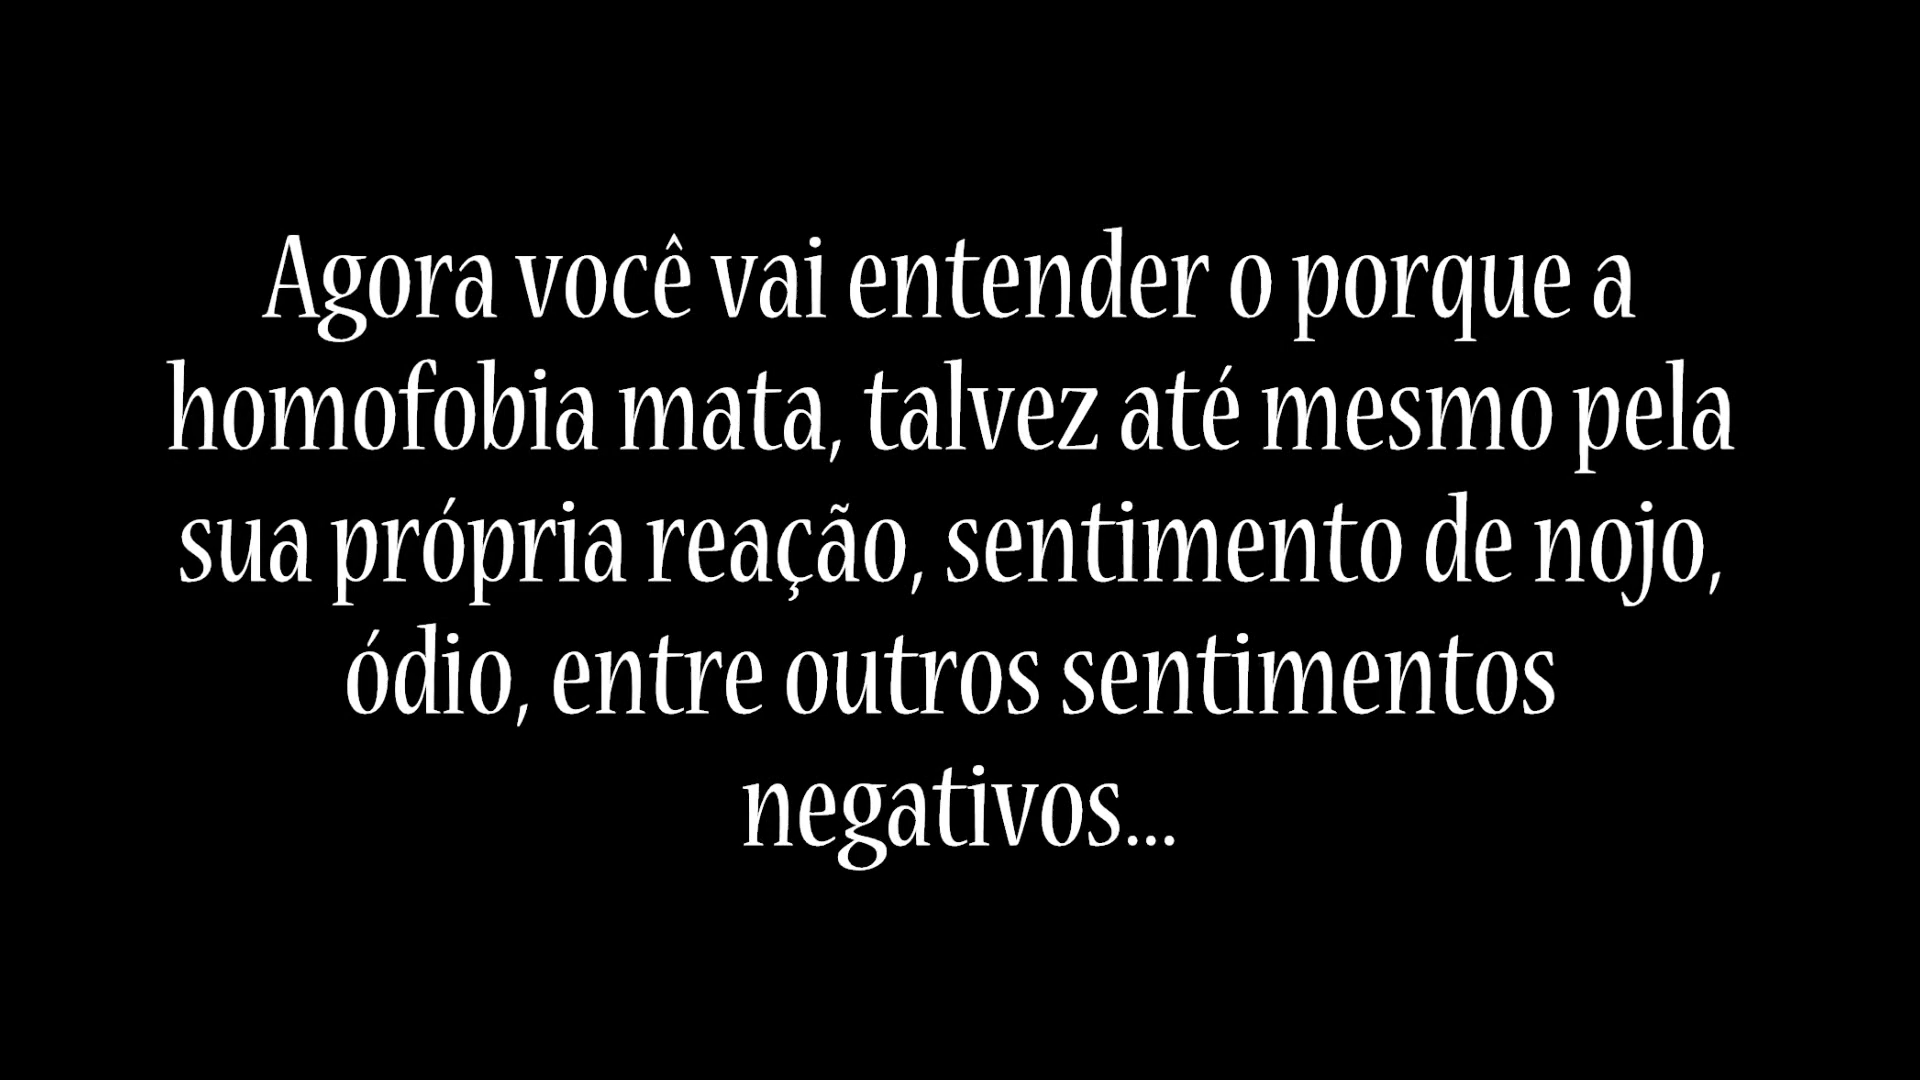 Agora você vai entender o porque a
homofobia mata, talvez até mesmo pela
sua própria reação, sentimento de nojo,
ódio, entre outros sentimentos
negativos...